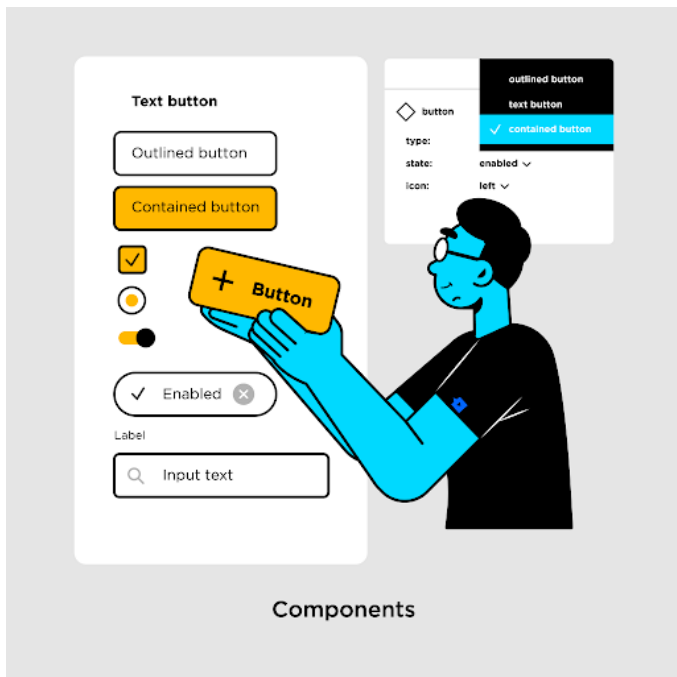 Text button
Outlined button
Contained button
+ Button
Enabled
Label
Input text
outlined button
text button
contained button
button
type:
state: enabled
icon: left
Components